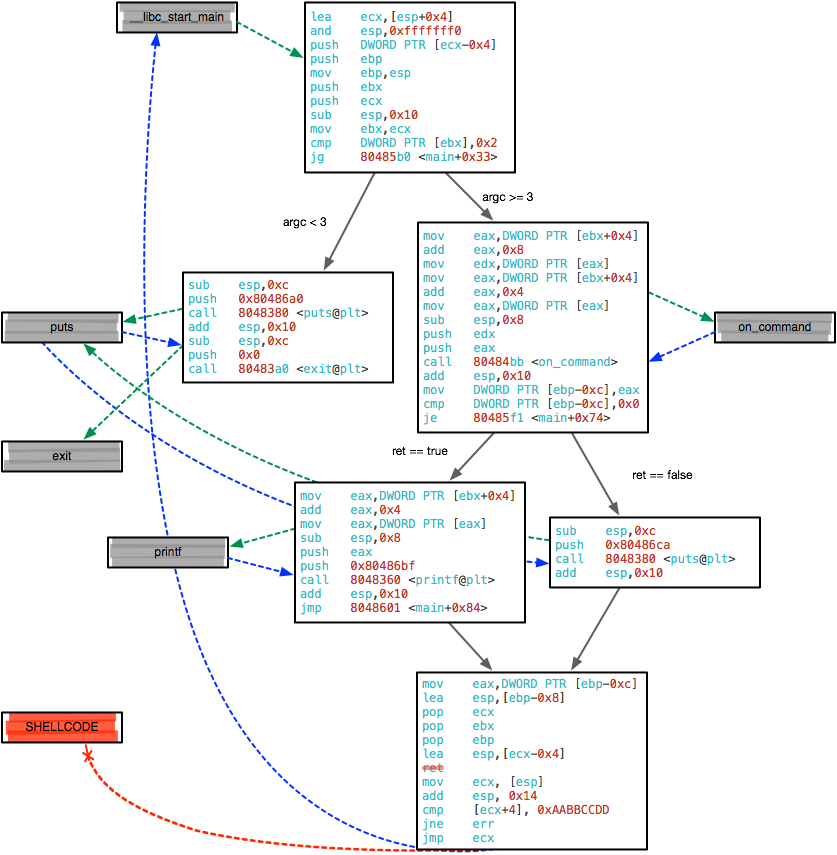 __libc_start_main
lea ecx,[esp+0x4]
and esp,0xfffffff0
push DWORD PTR [ecx-0x4]
push ebp
mov ebp,esp
push ebx
push ecx
sub esp,0x10
mov ebx,ecx
cmp DWORD PTR [ebx],0x2
jg 80485b0 <main+0x33>
argc < 3
argc >= 3
sub esp,0xc
push 0x80486a0
call 8048380 <puts@plt>
add esp,0x10
sub esp,0xc
push 0x0
call 80483a0 <exit@plt>
mov eax,DWORD PTR [ebx+0x4]
add eax,0x8
mov edx,DWORD PTR [eax]
mov eax,DWORD PTR [ebx+0x4]
add eax,0x4
mov eax,DWORD PTR [eax]
sub esp,0x8
push edx
push eax
call 80484bb <on_command>
add esp,0x10
mov DWORD PTR [ebp-0xc],eax
cmp DWORD PTR [ebp-0xc],0x0
je 80485f1 <main+0x74>
puts
on_command
exit
ret == true
ret == false
mov eax,DWORD PTR [ebx+0x4]
add eax,0x4
mov eax,DWORD PTR [eax]
sub esp,0x8
push eax
push 0x80486bf
call 8048360 <printf@plt>
add esp,0x10
jmp 8048601 <main+0x84>
printf
sub esp,0xc
push 0x80486ca
call 8048380 <puts@plt>
add esp,0x10
SHELLCODE
mov eax,DWORD PTR [ebp-0xc]
lea esp,[ebp-0x8]
pop ecx
pop ebx
pop ebp
lea esp,[ecx-0x4]
ret
mov ecx, [esp]
add esp, 0x14
cmp [ecx+4], 0xAABBCCDD
jne err
jmp ecx